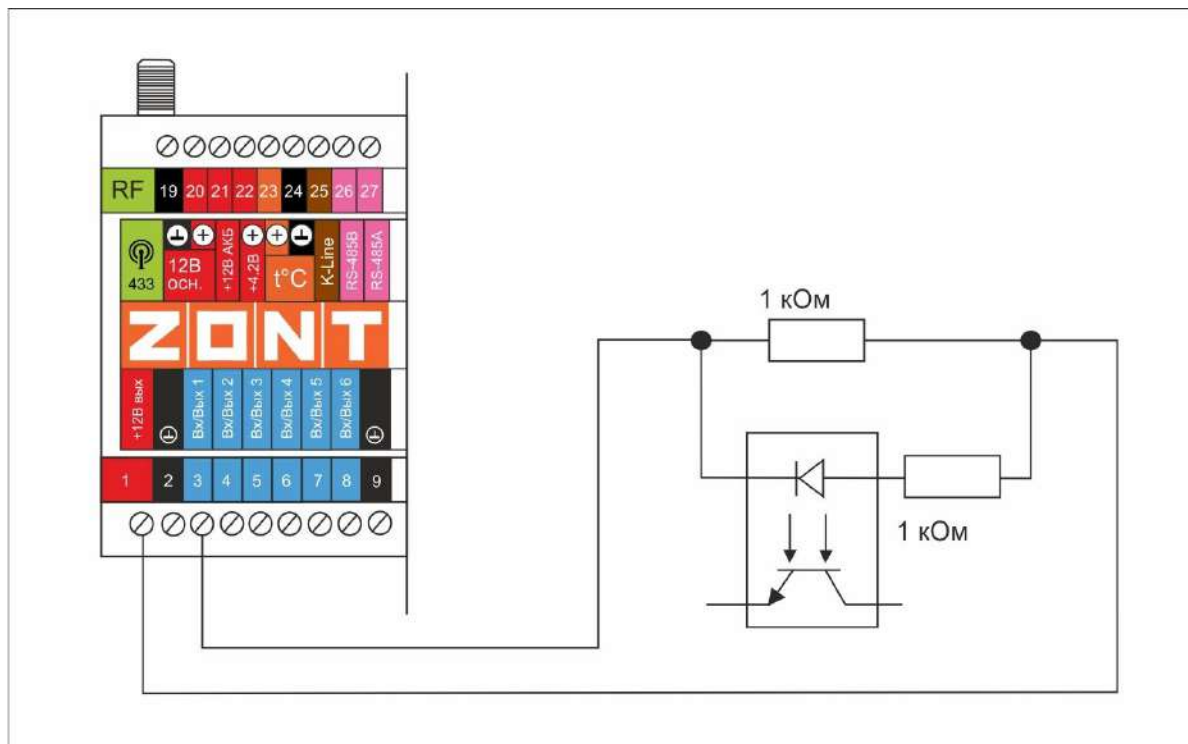 RF 19 20 21 22 23 24 25 26 27
433
12В
осн.
+12В АКБ
+4.2В
t°C
K-Line
RS-485B
RS-485A
ZONT
+12В вых
Вх/Вых 1
Вх/Вых 2
Вх/Вых 3
Вх/Вых 4
Вх/Вых 5
Вх/Вых 6
1 2 3 4 5 6 7 8 9
1 кОм
1 кОм